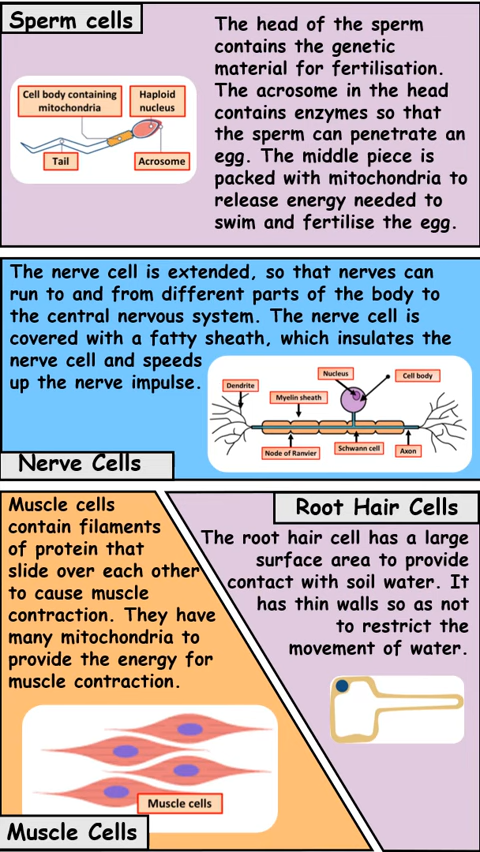 Sperm cells
The head of the sperm
contains the genetic
material for fertilisation.
The acrosome in the head
contains enzymes so that
the sperm can penetrate an
egg. The middle piece is
packed with mitochondria to
release energy needed to
swim and fertilise the egg.
Cell body containing
mitochondria
Haploid
nucleus
Tail
Acrosome
The nerve cell is extended, so that nerves can
run to and from different parts of the body to
the central nervous system. The nerve cell is
covered with a fatty sheath, which insulates the
nerve cell and speeds
up the nerve impulse.
Nucleus
Cell body
Dendrite
Myelin sheath
Node of Ranvier
Schwann cell
Axon
Nerve Cells
Muscle cells
contain filaments
of protein that
slide over each other
to cause muscle
contraction. They have
many mitochondria to
provide the energy for
muscle contraction.
Muscle cells
Muscle Cells
Root Hair Cells
The root hair cell has a large
surface area to provide
contact with soil water. It
has thin walls so as not
to restrict the
movement of water.